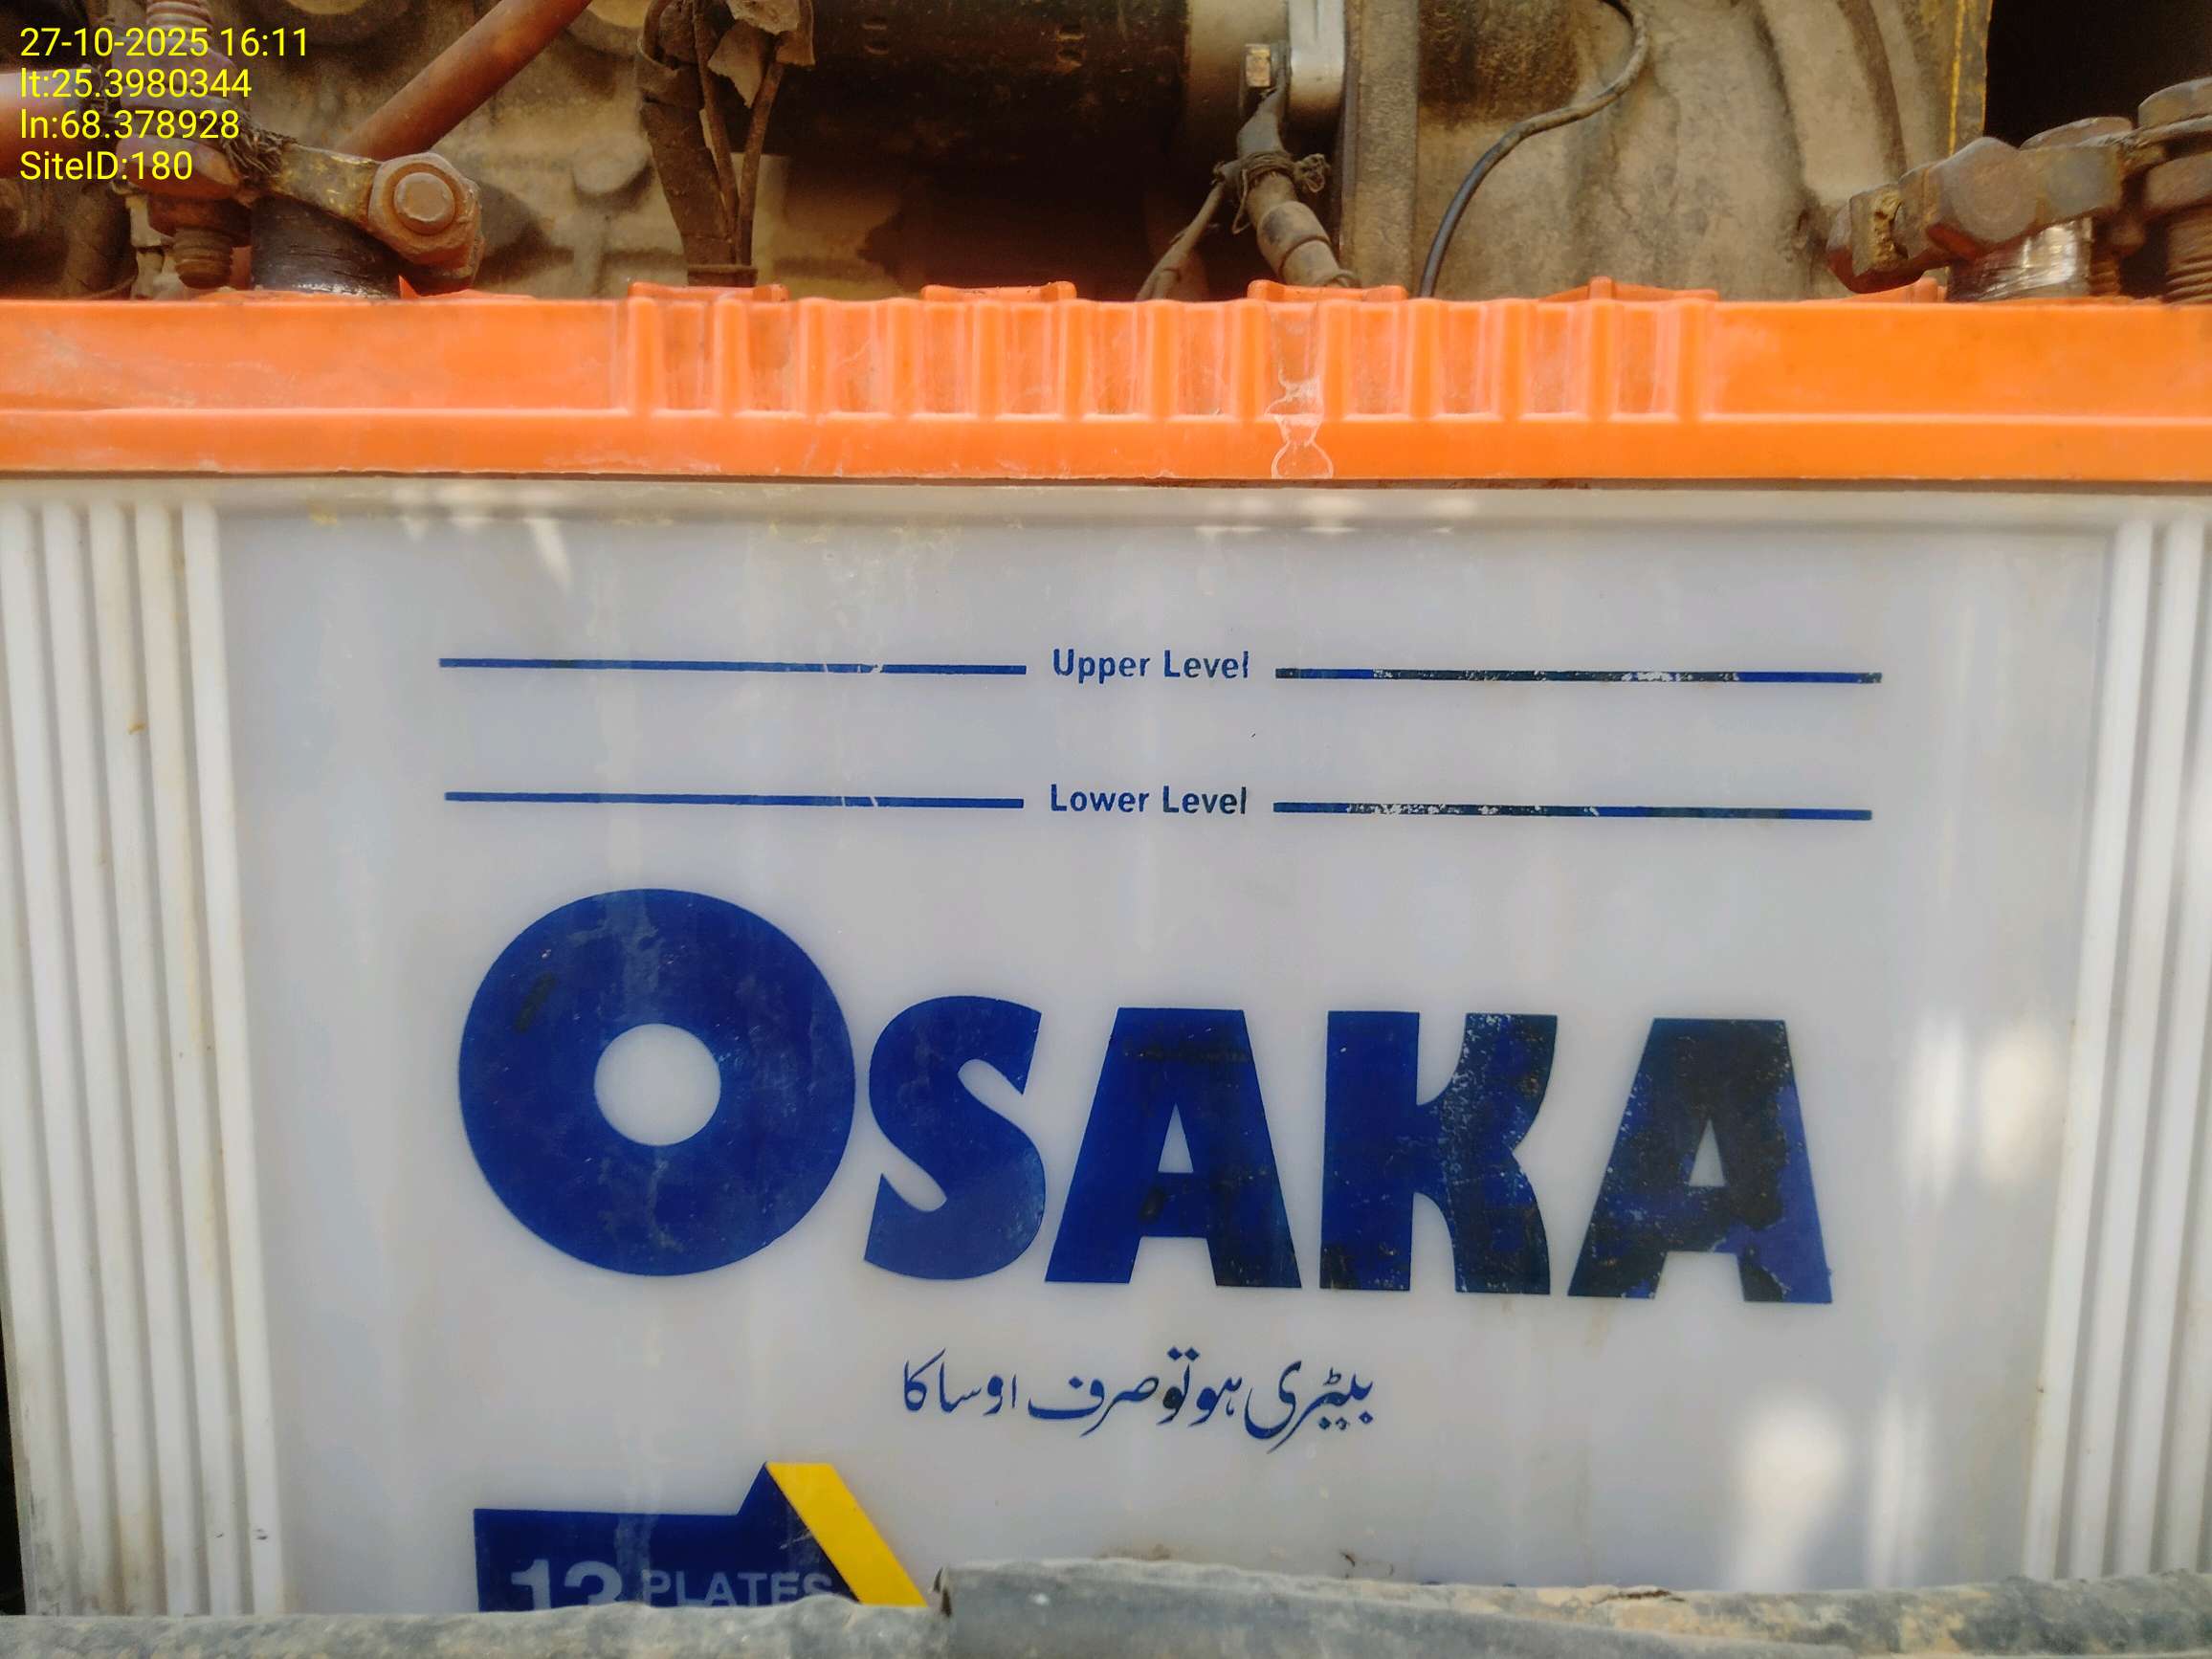 27-10-2025 16:11
lt:25.3980344
ln:68.378928
SiteID:180
Upper Level
Lower Level
OSAKA
بیٹری ہو تو صرف اوساکا
13 PLATES